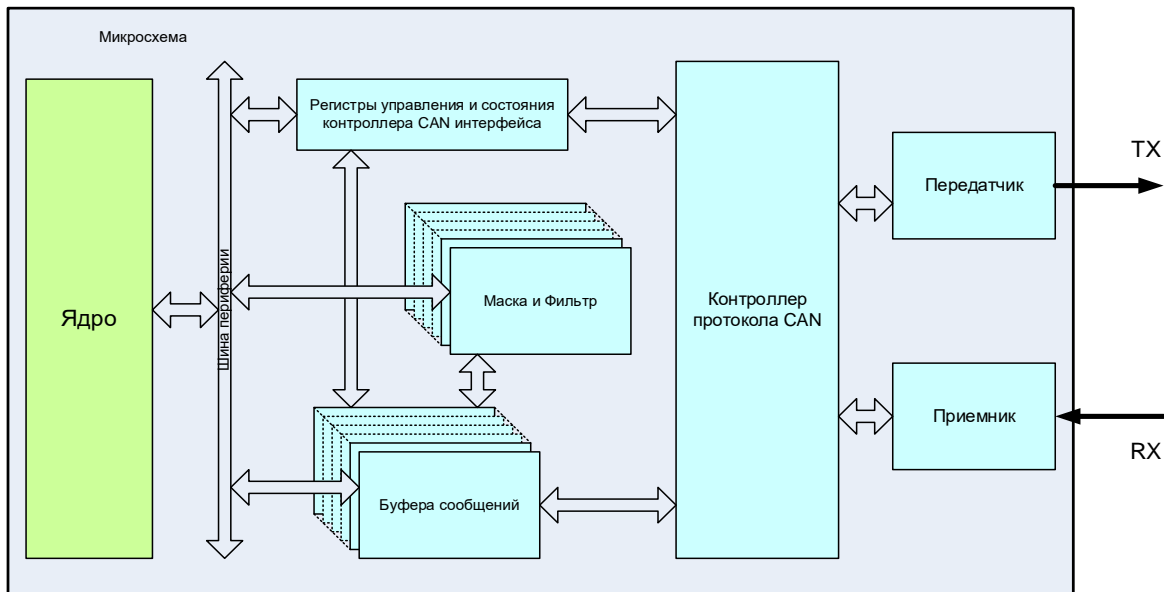 Микросхема
Регистры управления и состояния
контроллера CAN интерфейса
Передатчик
TX
Маска и Фильтр
Контроллер
протокола CAN
Ядро
Шина периферии
Приемник
RX
Буфера сообщений